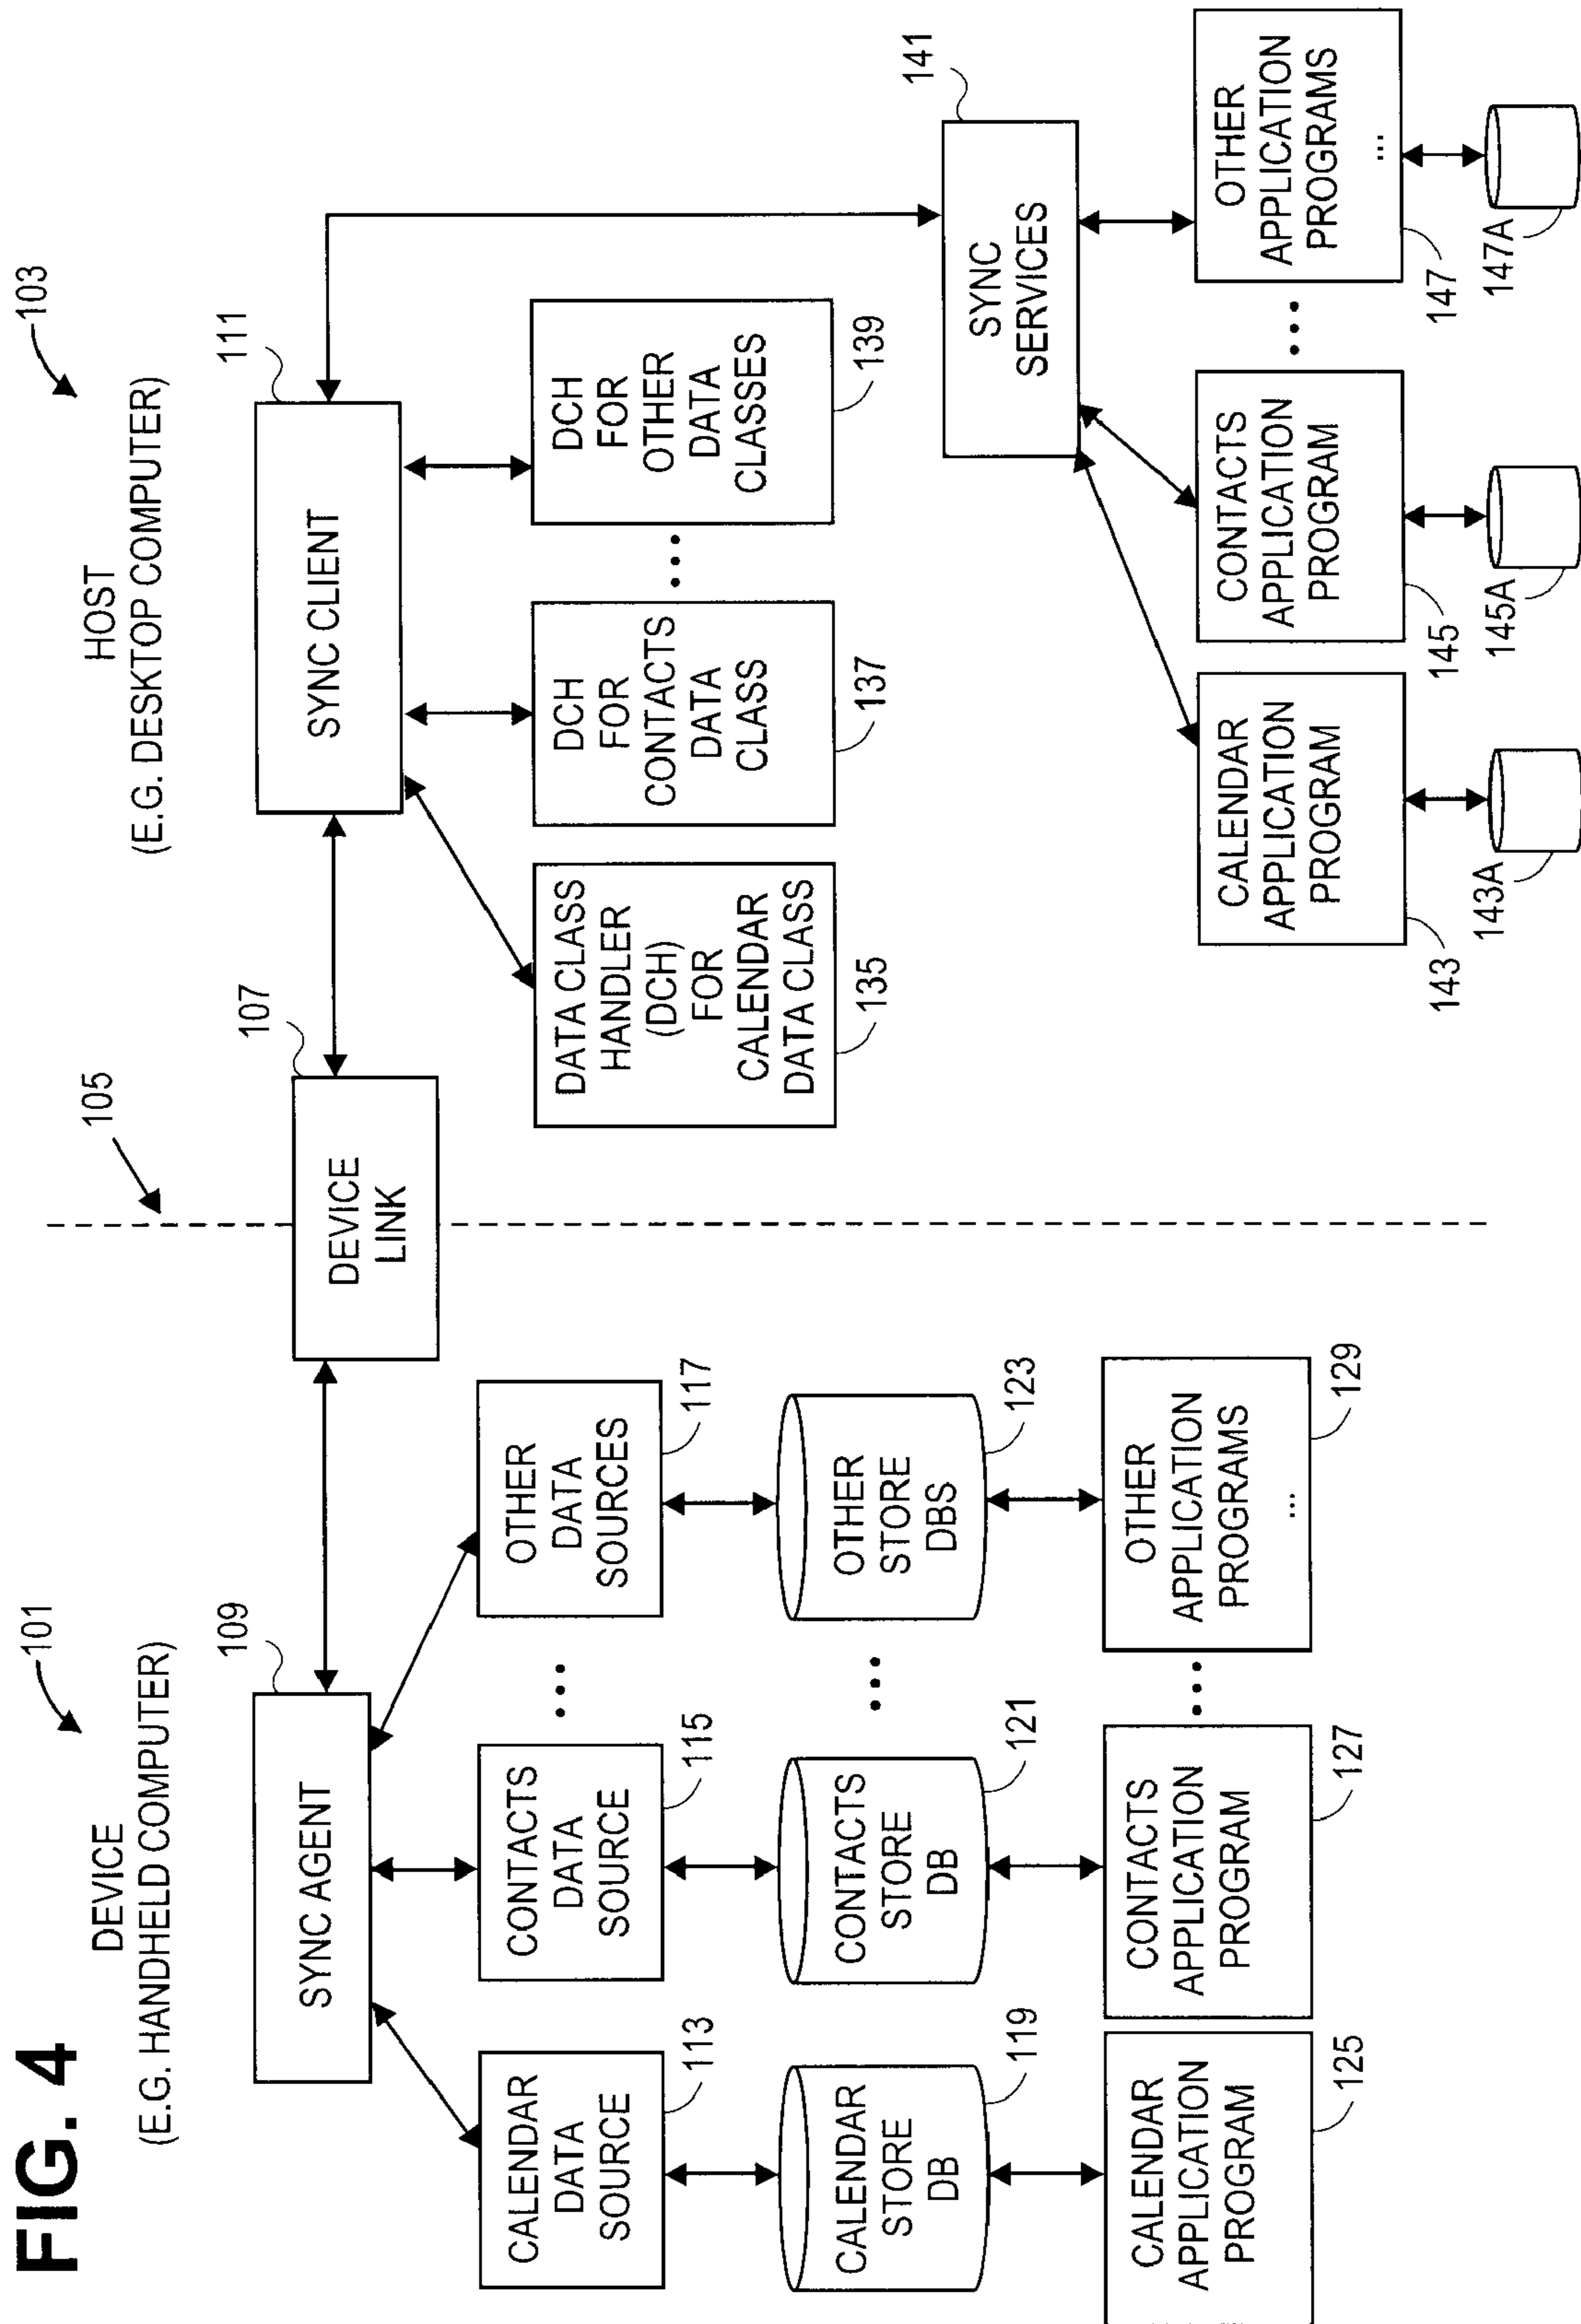 FIG. 4
DEVICE
(E.G. HANDHELD COMPUTER)
101
109
SYNC AGENT
CALENDAR
DATA
SOURCE
113
CONTACTS
DATA
SOURCE
115
...
OTHER
DATA
SOURCES
117
CALENDAR
STORE
DB
119
CONTACTS
STORE
DB
121
...
OTHER
STORE
DBS
123
CALENDAR
APPLICATION
PROGRAM
125
CONTACTS
APPLICATION
PROGRAM
127
...
OTHER
APPLICATION
PROGRAMS
...
129
105
107
DEVICE
LINK
HOST
(E.G. DESKTOP COMPUTER)
103
111
SYNC CLIENT
DATA CLASS
HANDLER
(DCH)
FOR
CALENDAR
DATA CLASS
135
DCH
FOR
CONTACTS
DATA
CLASS
137
...
DCH
FOR
OTHER
DATA
CLASSES
139
141
SYNC
SERVICES
CALENDAR
APPLICATION
PROGRAM
143
143A
CONTACTS
APPLICATION
PROGRAM
145
145A
...
OTHER
APPLICATION
PROGRAMS
...
147
147A